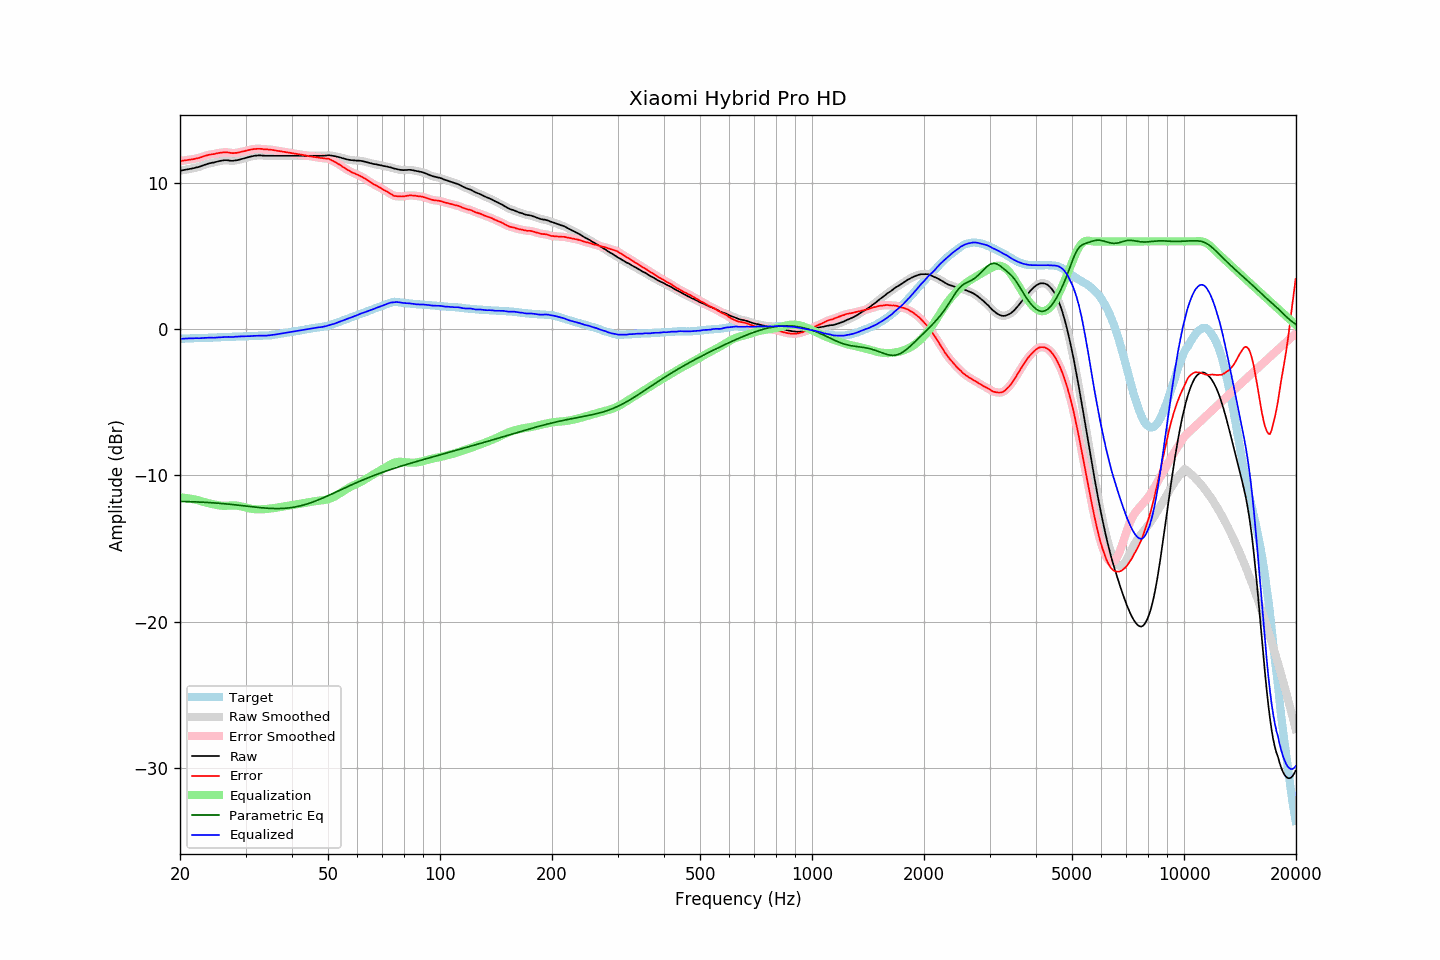 Xiaomi Hybrid Pro HD
Amplitude (dBr)
10
0
−10
−20
−30
Target
Raw Smoothed
Error Smoothed
Raw
Error
Equalization
Parametric Eq
Equalized
20 50 100 200 500 1000 2000 5000 10000 20000
Frequency (Hz)